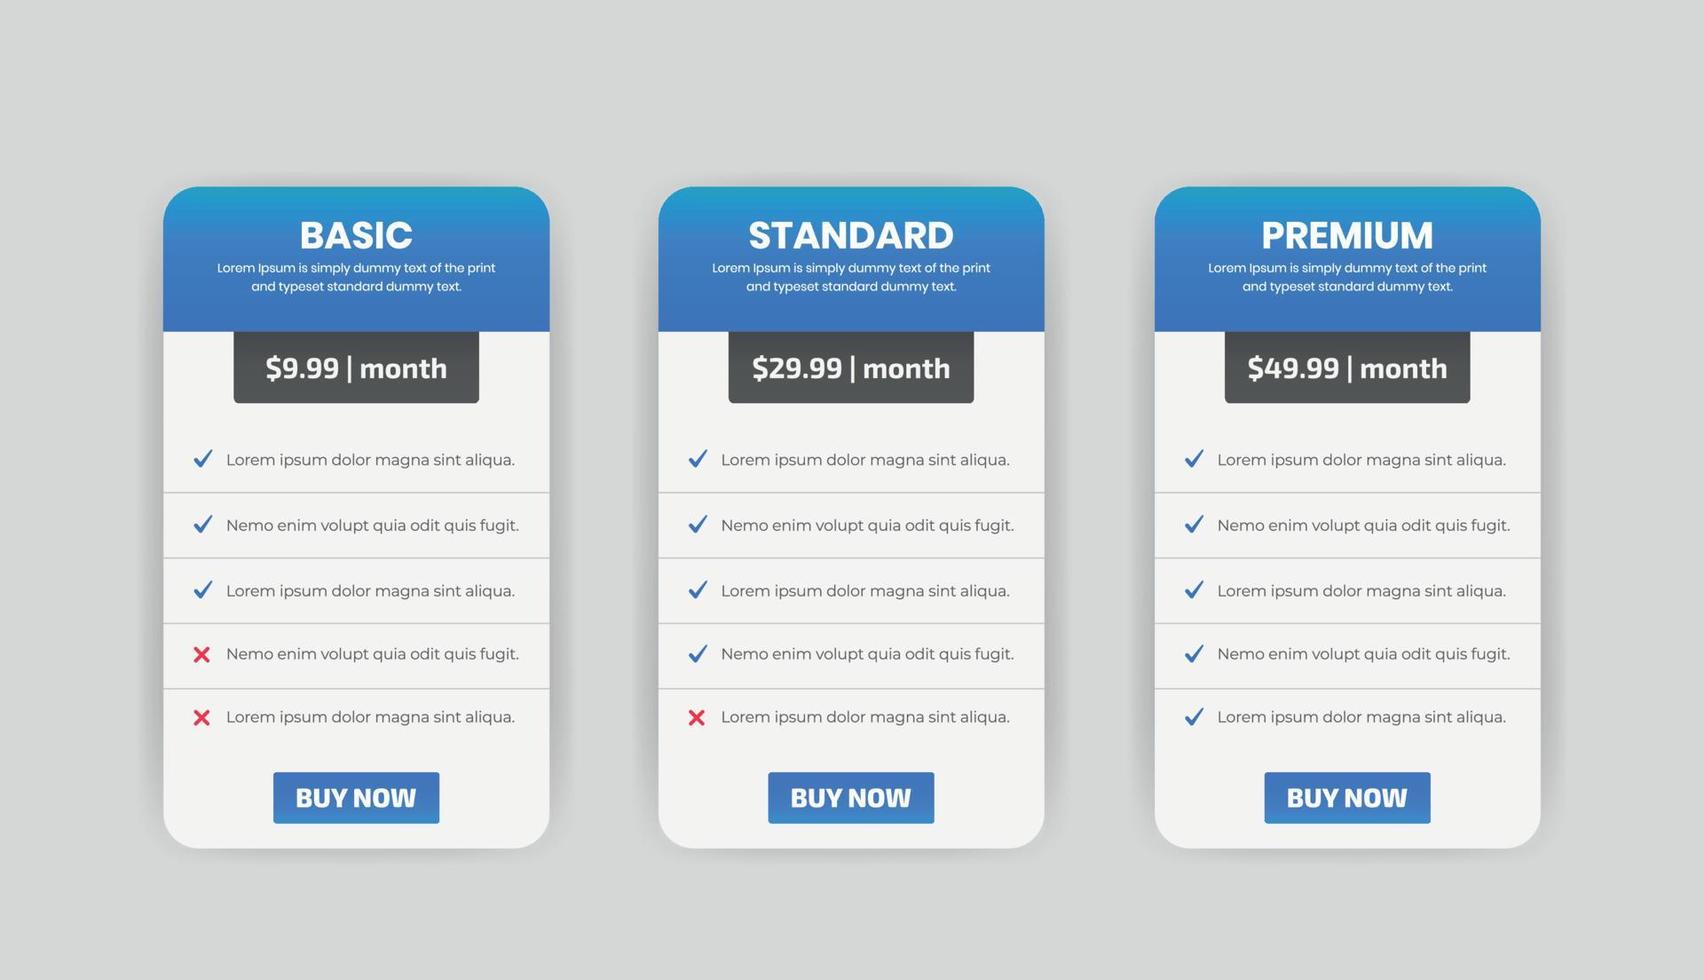 BASIC
Lorem Ipsum is simply dummy text of the print
and typeset standard dummy text.
$9.99 | month
Lorem ipsum dolor magna sint aliqua.
Nemo enim volupt quia odit quis fugit.
Lorem ipsum dolor magna sint aliqua.
Nemo enim volupt quia odit quis fugit.
Lorem ipsum dolor magna sint aliqua.
BUY NOW
STANDARD
Lorem Ipsum is simply dummy text of the print
and typeset standard dummy text.
$29.99 | month
Lorem ipsum dolor magna sint aliqua.
Nemo enim volupt quia odit quis fugit.
Lorem ipsum dolor magna sint aliqua.
Nemo enim volupt quia odit quis fugit.
Lorem ipsum dolor magna sint aliqua.
BUY NOW
PREMIUM
Lorem Ipsum is simply dummy text of the print
and typeset standard dummy text.
$49.99 | month
Lorem ipsum dolor magna sint aliqua.
Nemo enim volupt quia odit quis fugit.
Lorem ipsum dolor magna sint aliqua.
Nemo enim volupt quia odit quis fugit.
Lorem ipsum dolor magna sint aliqua.
BUY NOW